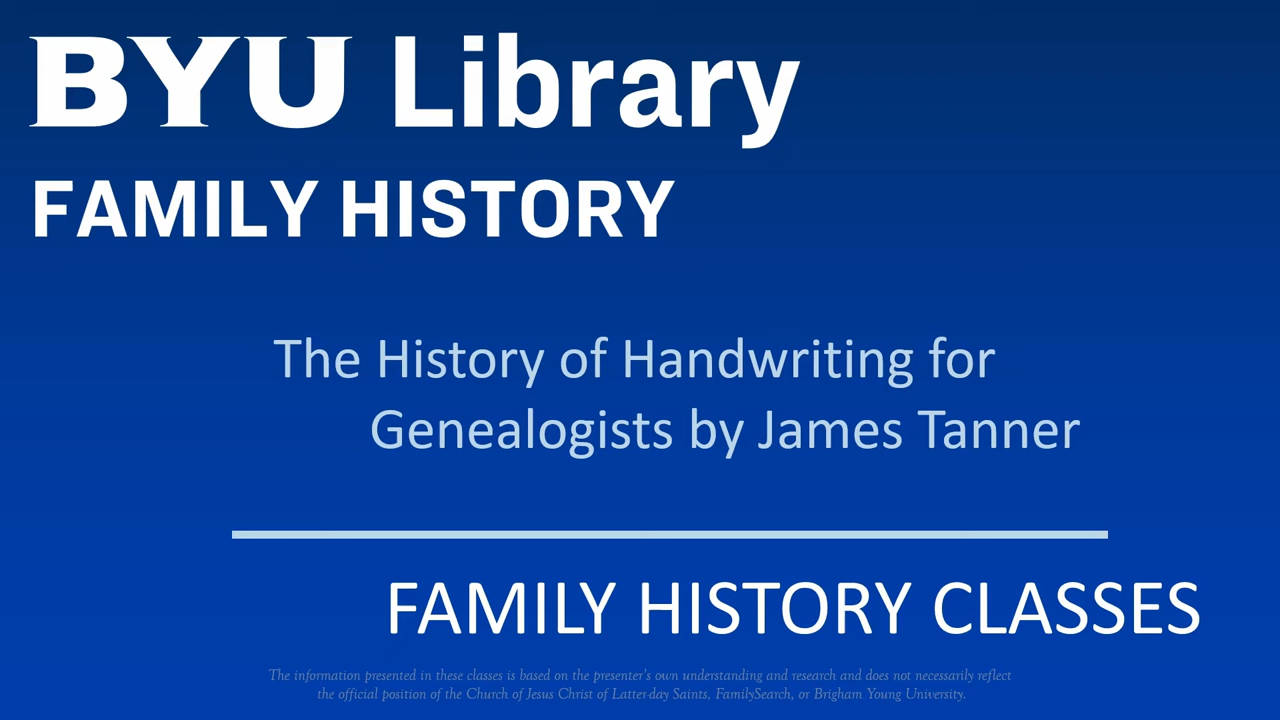 BYU Library
FAMILY HISTORY
The History of Handwriting for
Genealogists by James Tanner
FAMILY HISTORY CLASSES
The information presented in these classes is based on the presenter's own understanding and research and does not necessarily reflect
the official position of the Church of Jesus Christ of Latter-day Saints, FamilySearch, or Brigham Young University.